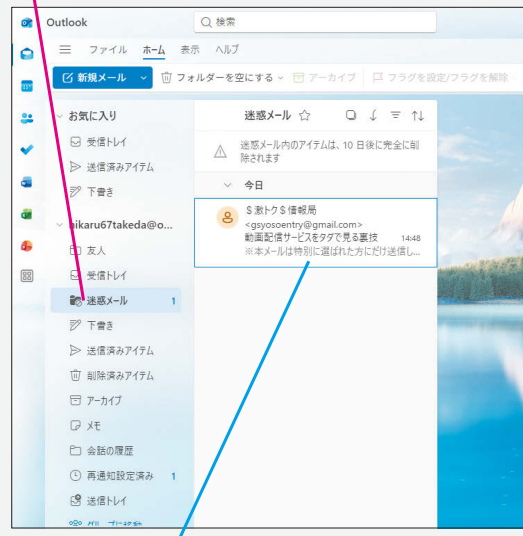 Outlook
検索
ファイル ホーム 表示 ヘルプ
新規メール フォルダーを空にする アーカイブ フラグを設定/フラグを解除
お気に入り
受信トレイ
送信済みアイテム
下書き
hikaru67takeda@o...
友人
受信トレイ
迷惑メール 1
下書き
送信済みアイテム
削除済みアイテム
アーカイブ
メモ
会話の履歴
再通知設定済み 1
送信トレイ
迷惑メール
迷惑メール内のアイテムは、10 日後に完全に削
除されます
今日
$激トク$情報局
<gsyosoentry@gmail.com>
動画配信サービスをタダで見る裏技 14:48
※本メールは特別に選ばれた方にだけ送信し...